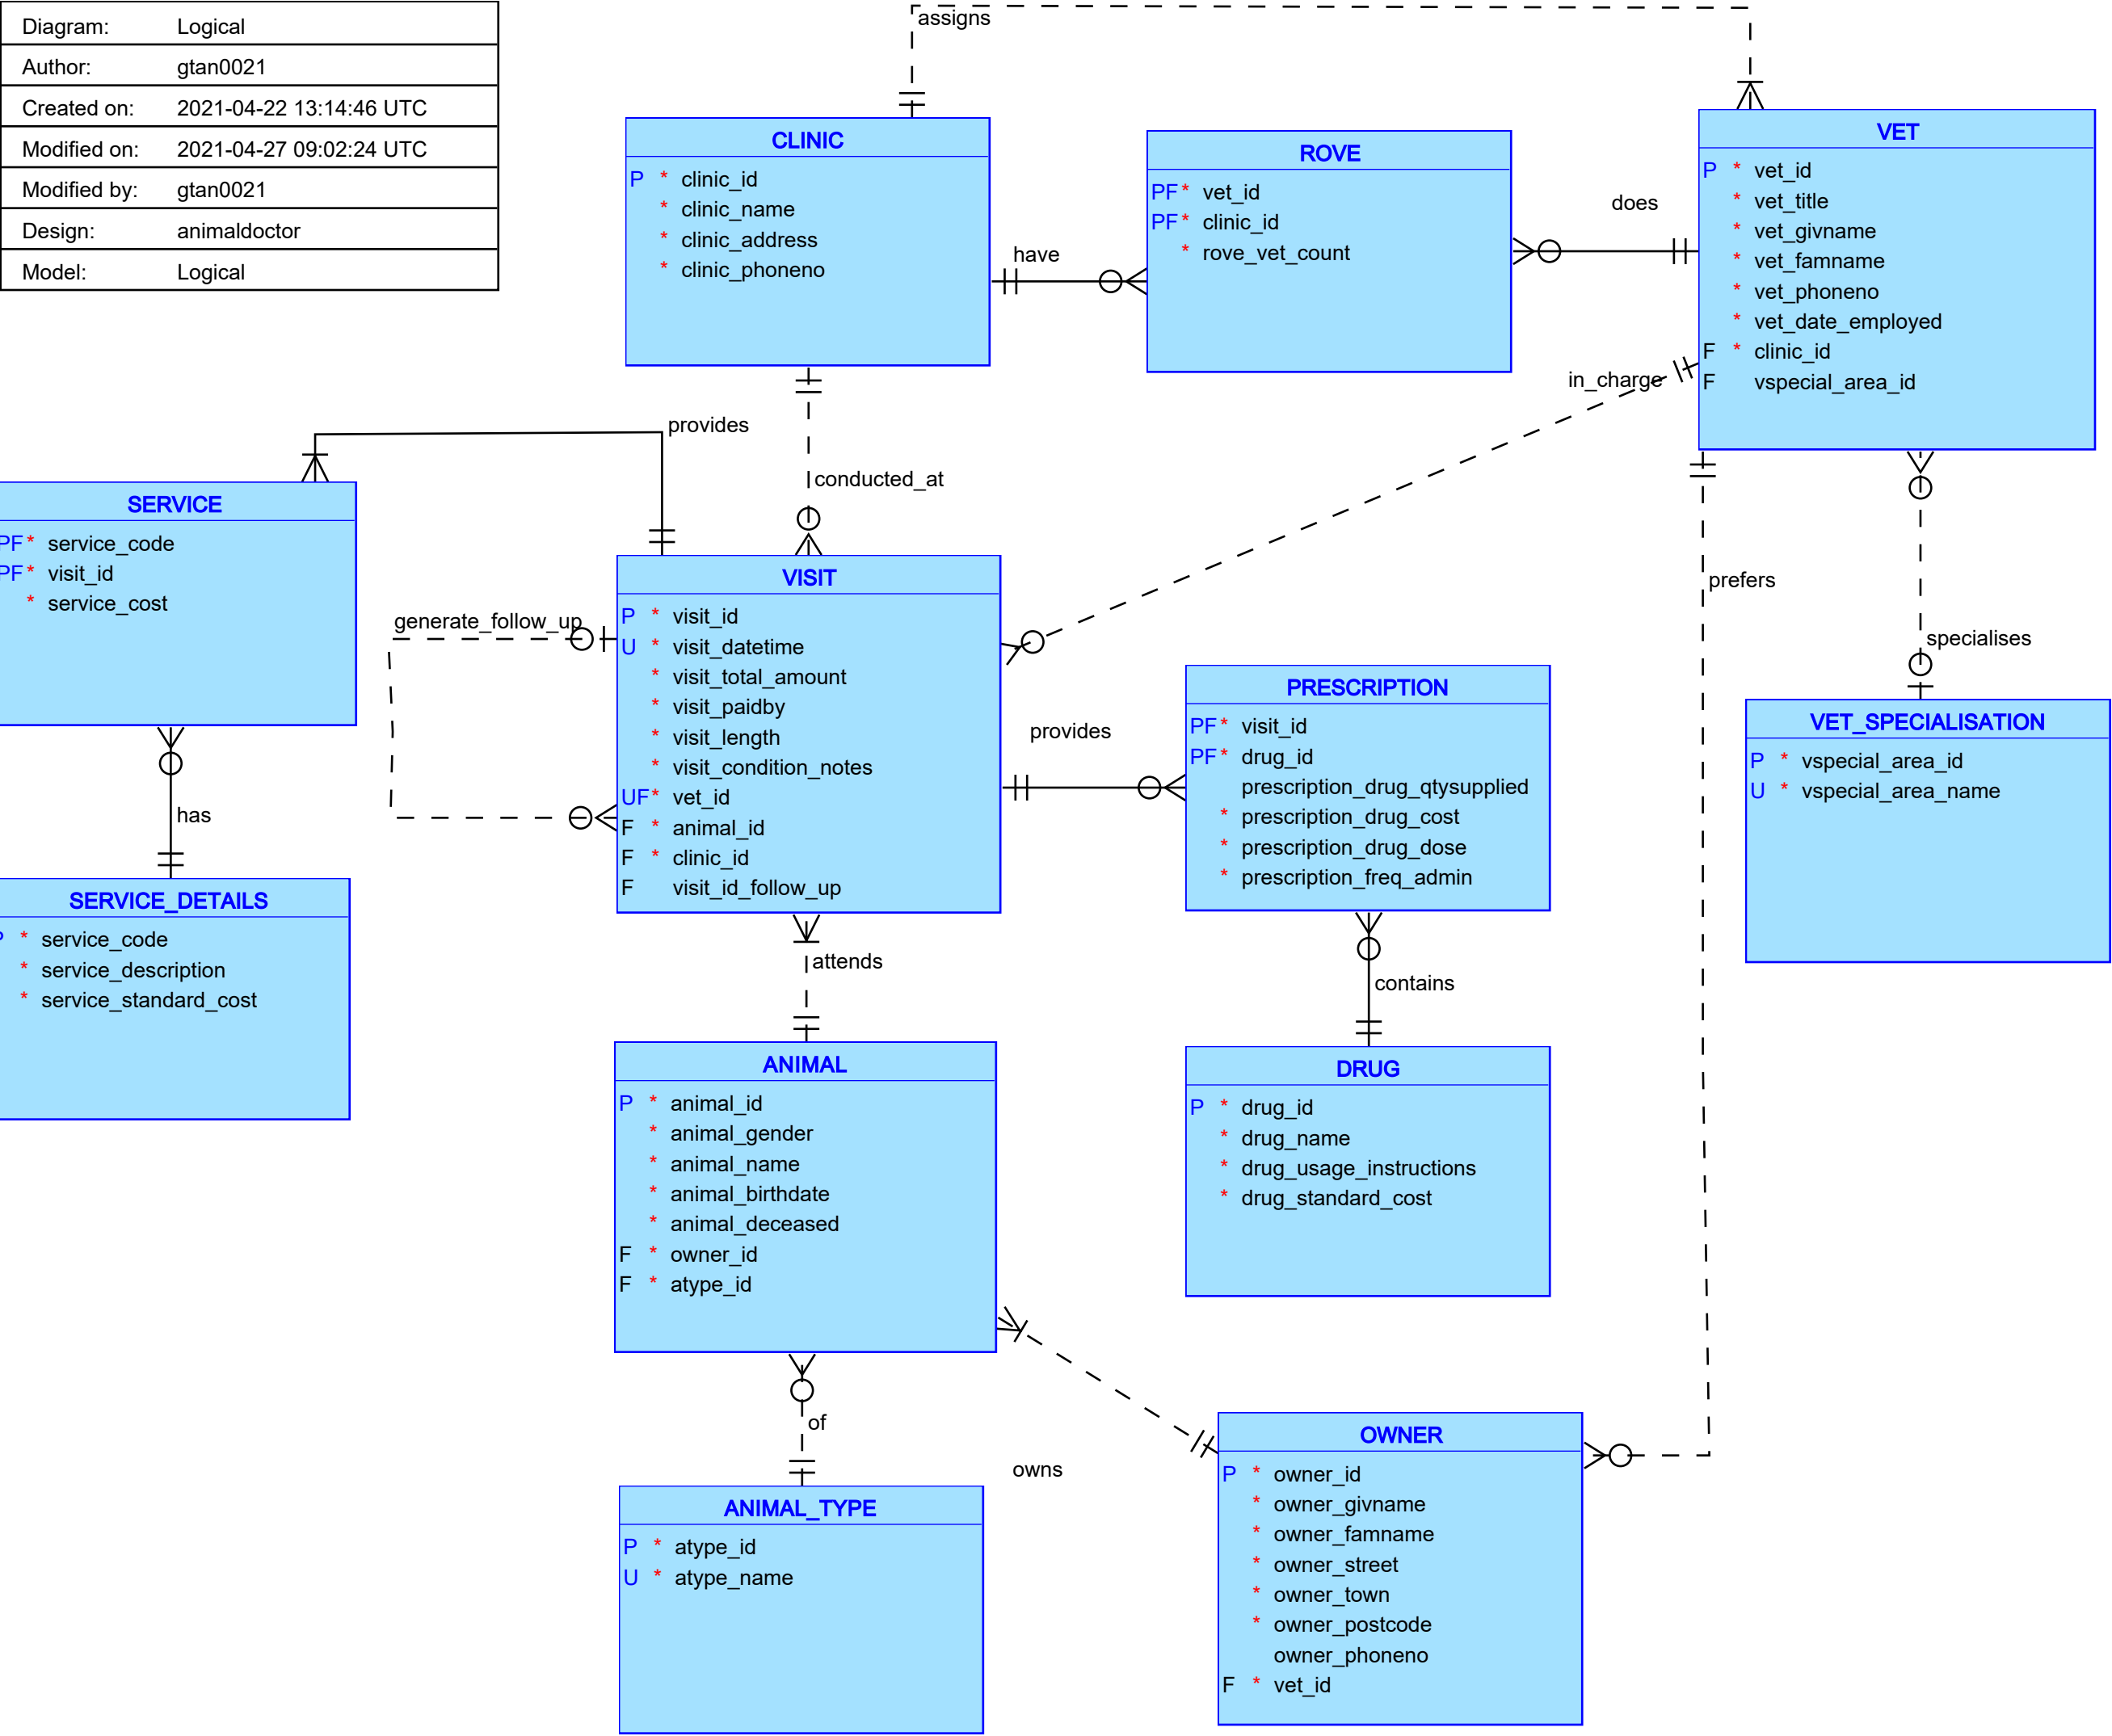 Diagram: Logical
Author: gtan0021
Created on: 2021-04-22 13:14:46 UTC
Modified on: 2021-04-27 09:02:24 UTC
Modified by: gtan0021
Design: animaldoctor
Model: Logical
assigns
CLINIC
P * clinic_id
* clinic_name
* clinic_address
* clinic_phoneno
have
ROVE
PF* vet_id
PF* clinic_id
* rove_vet_count
does
VET
P * vet_id
* vet_title
* vet_givname
* vet_famname
* vet_phoneno
* vet_date_employed
F * clinic_id
F vspecial_area_id
in_charge
provides
conducted_at
SERVICE
PF* service_code
PF* visit_id
* service_cost
generate_follow_up
VISIT
P * visit_id
U * visit_datetime
* visit_total_amount
* visit_paidby
* visit_length
* visit_condition_notes
UF* vet_id
F * animal_id
F * clinic_id
F visit_id_follow_up
provides
PRESCRIPTION
PF* visit_id
PF* drug_id
prescription_drug_qtysupplied
* prescription_drug_cost
* prescription_drug_dose
* prescription_freq_admin
prefers
specialises
VET_SPECIALISATION
P * vspecial_area_id
U * vspecial_area_name
has
SERVICE_DETAILS
P * service_code
* service_description
* service_standard_cost
attends
contains
ANIMAL
P * animal_id
* animal_gender
* animal_name
* animal_birthdate
* animal_deceased
F * owner_id
F * atype_id
DRUG
P * drug_id
* drug_name
* drug_usage_instructions
* drug_standard_cost
of
owns
ANIMAL_TYPE
P * atype_id
U * atype_name
OWNER
P * owner_id
* owner_givname
* owner_famname
* owner_street
* owner_town
* owner_postcode
owner_phoneno
F * vet_id